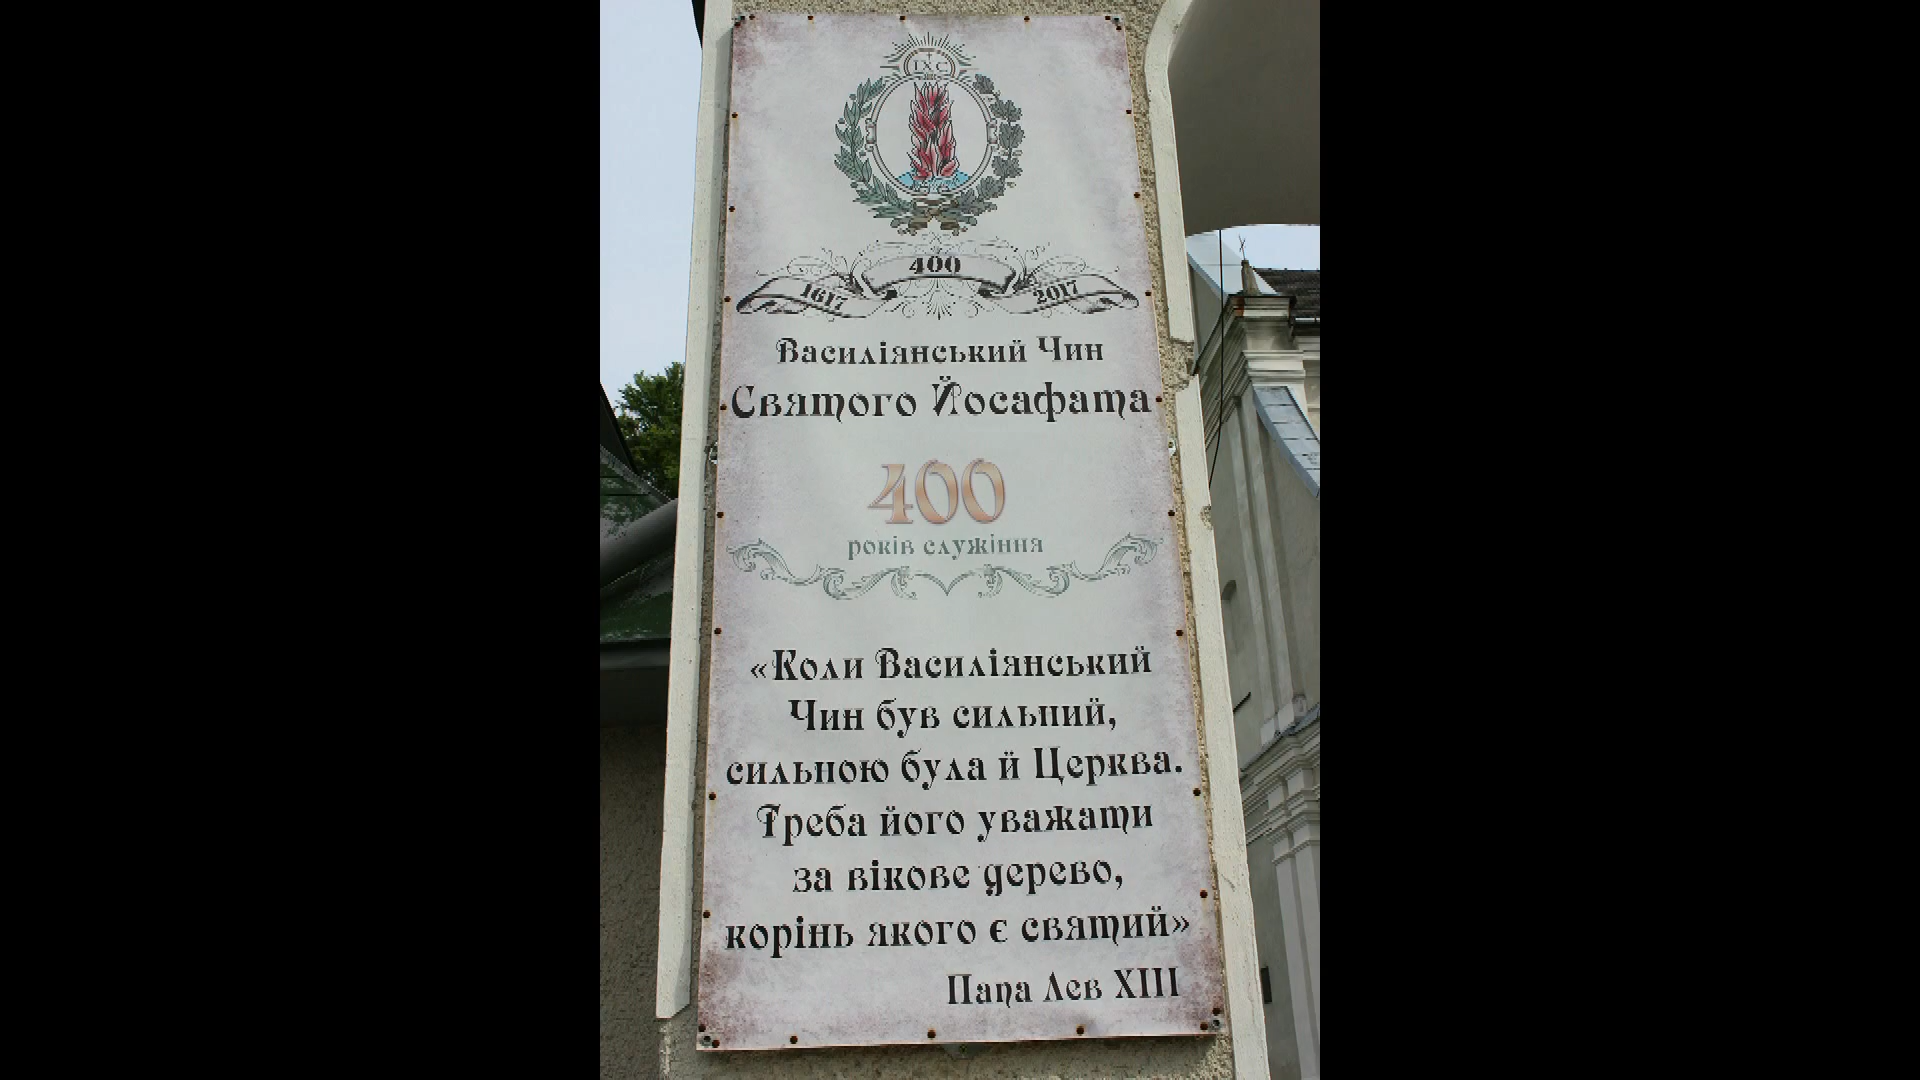 ІХС
400
1617 2017
Василіянський Чин
Святого Йосафата
400
років служіння
«Коли Василіянський
Чин був сильний,
сильною була й Церква.
Треба його уважати
за вікове дерево,
корінь якого є святий»
Папа Лев XIII